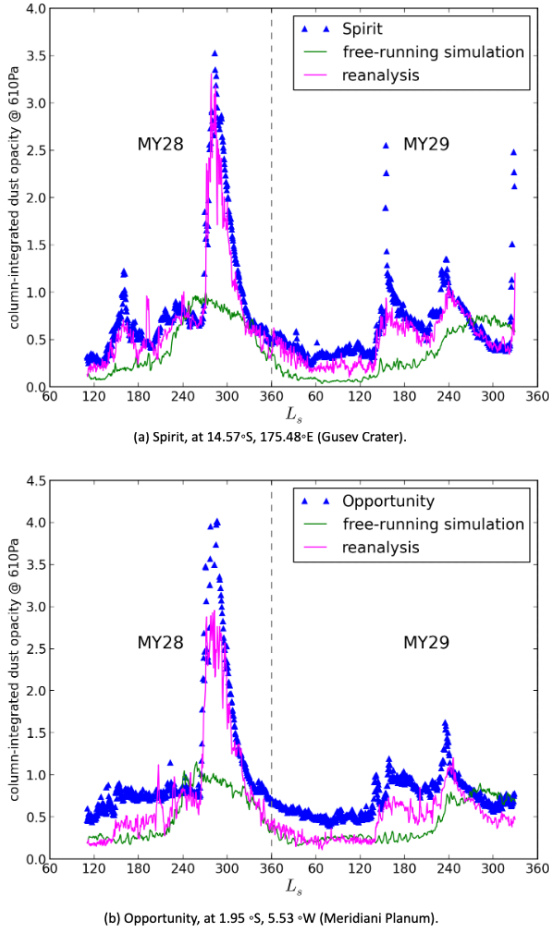 4.0
3.5
3.0
2.5
2.0
1.5
1.0
0.5
0.0
column-integrated dust opacity @ 610Pa
Spirit
free-running simulation
reanalysis
MY28
MY29
60 120 180 240 300 360 60 120 180 240 300 360
Ls
(a) Spirit, at 14.57◦S, 175.48◦E (Gusev Crater).
4.5
4.0
3.5
3.0
2.5
2.0
1.5
1.0
0.5
0.0
column-integrated dust opacity @ 610Pa
Opportunity
free-running simulation
reanalysis
MY28
MY29
60 120 180 240 300 360 60 120 180 240 300 360
Ls
(b) Opportunity, at 1.95 ◦S, 5.53 ◦W (Meridiani Planum).